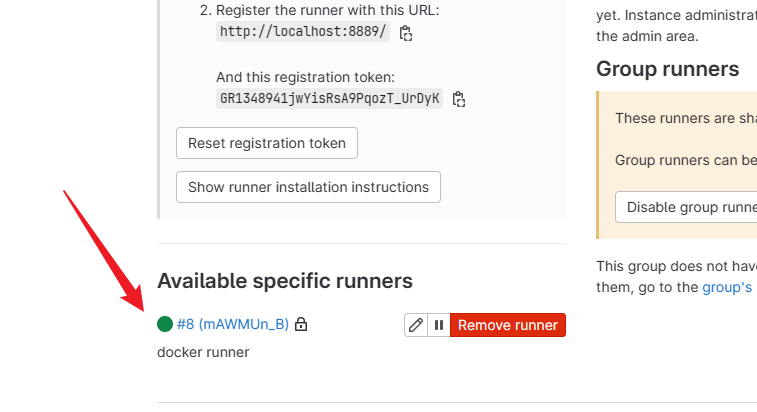 2. Register the runner with this URL:
http://localhost:8889/
And this registration token:
GR1348941jwYisRsA9PqozT_UrDyK
Reset registration token
Show runner installation instructions
Available specific runners
#8 (mAWMUn_B)
Remove runner
docker runner
yet. Instance administrat
the admin area.
Group runners
These runners are sha
Group runners can be
Disable group runne
This group does not hav
them, go to the group's